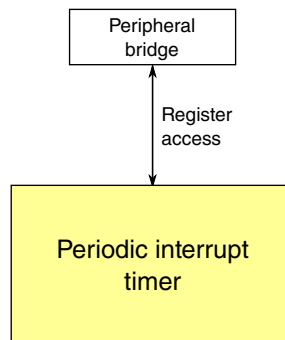 Peripheral
bridge
Register
access
Periodic interrupt
timer